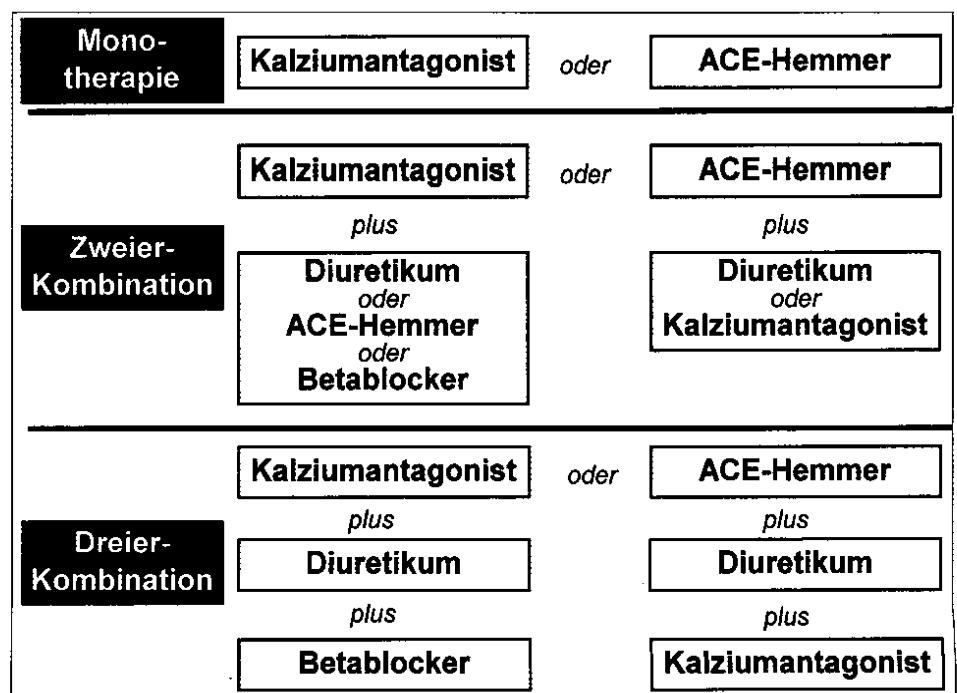 Mono-
therapie
Kalziumantagonist oder ACE-Hemmer
Zweier-
Kombination
Kalziumantagonist oder ACE-Hemmer
plus plus
Diuretikum
oder
ACE-Hemmer
oder
Betablocker
Diuretikum
oder
Kalziumantagonist
Dreier-
Kombination
Kalziumantagonist oder ACE-Hemmer
plus plus
Diuretikum Diuretikum
plus plus
Betablocker Kalziumantagonist